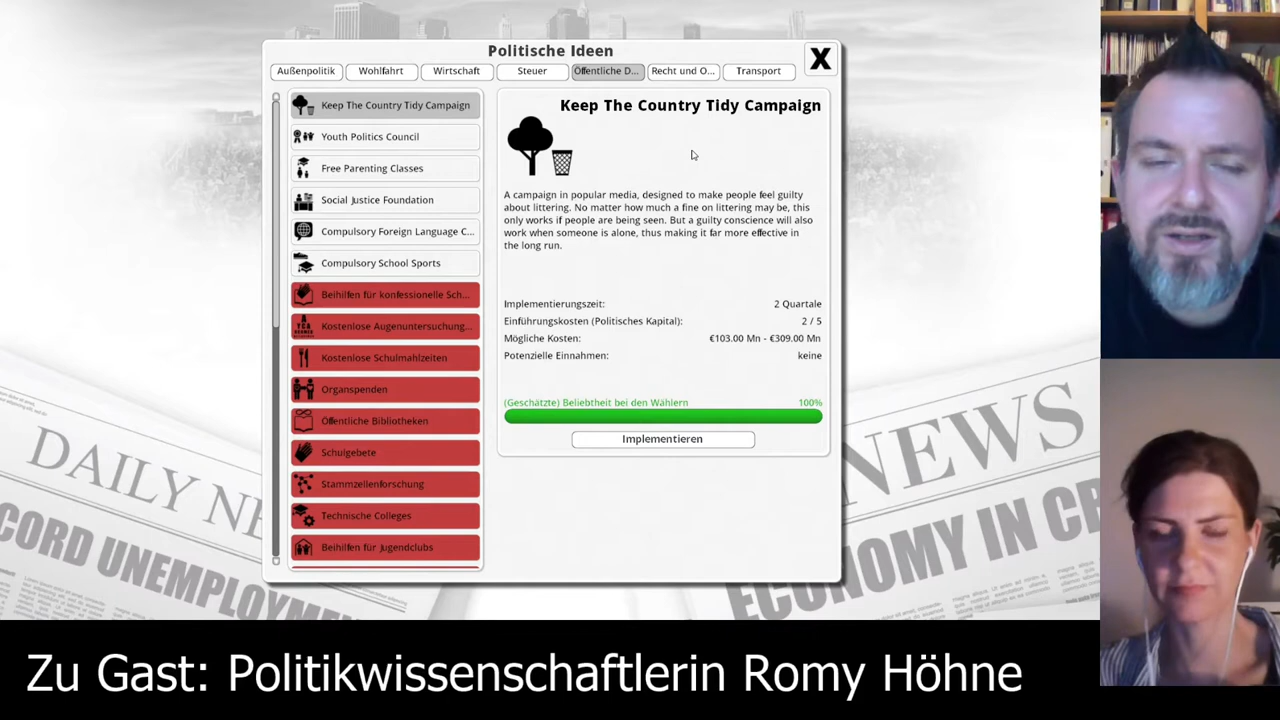 Politische Ideen
X
Außenpolitik
Wohlfahrt
Wirtschaft
Steuer
Öffentliche D...
Recht und O...
Transport
Keep The Country Tidy Campaign
Youth Politics Council
Free Parenting Classes
Social Justice Foundation
Compulsory Foreign Language C...
Compulsory School Sports
Beihilfen für konfessionelle Sch...
Kostenlose Augenuntersuchung...
Kostenlose Schulmahlzeiten
Organspenden
Öffentliche Bibliotheken
Schulgebete
Stammzellenforschung
Technische Colleges
Beihilfen für Jugendclubs
Keep The Country Tidy Campaign
A campaign in popular media, designed to make people feel guilty
about littering. No matter how much a fine on littering may be, this
only works if people are being seen. But a guilty conscience will also
work when someone is alone, thus making it far more effective in
the long run.
Implementierungszeit: 2 Quartale
Einführungskosten (Politisches Kapital): 2 / 5
Mögliche Kosten: €103.00 Mn - €309.00 Mn
Potenzielle Einnahmen: keine
(Geschätzte) Beliebtheit bei den Wählern 100%
Implementieren
DAILY NE
CORD UNEMPLOYME
NEWS
ECONOMY IN CR
Zu Gast: Politikwissenschaftlerin Romy Höhne